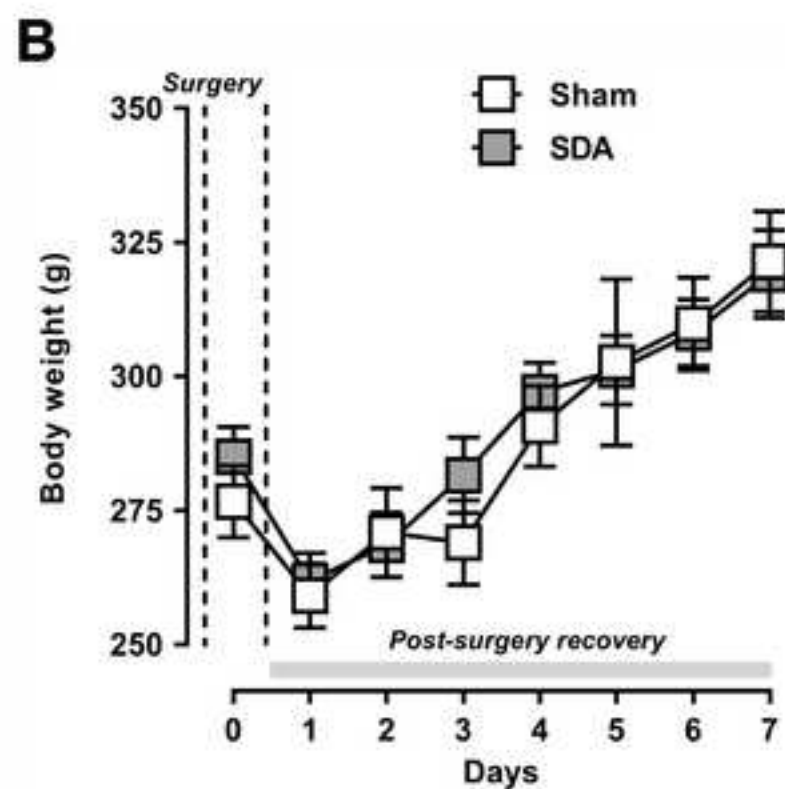 B
Surgery
Sham
SDA
350
325
300
275
250
Body weight (g)
Post-surgery recovery
0 1 2 3 4 5 6 7
Days